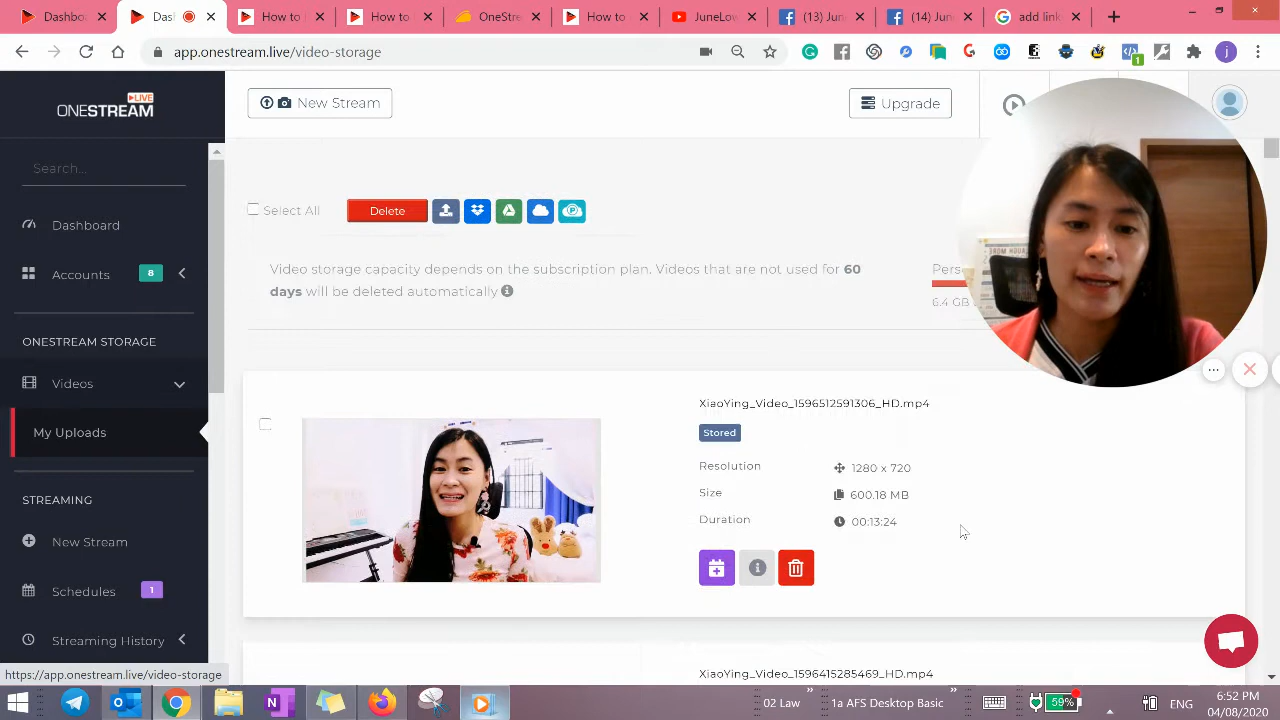 Dashbo
Das
How to
How to
OneStre
How to
JuneLov
(13) Jun
(14) Jun
add link
app.onestream.live/video-storage
1
j
LIVE
ONESTREAM
New Stream
Upgrade
Search...
Select All
Delete
Dashboard
Accounts
8
Video storage capacity depends on the subscription plan. Videos that are not used for 60
days will be deleted automatically
Pers
6.4 GB
ONESTREAM STORAGE
Videos
My Uploads
XiaoYing_Video_1596512591306_HD.mp4
Stored
Resolution
1280 x 720
Size
600.18 MB
Duration
00:13:24
STREAMING
New Stream
Schedules
1
Streaming History
XiaoYing_Video_1596415285469_HD.mp4
https://app.onestream.live/video-storage
02 Law
1a AFS Desktop Basic
59%
ENG
6:52 PM
04/08/2020